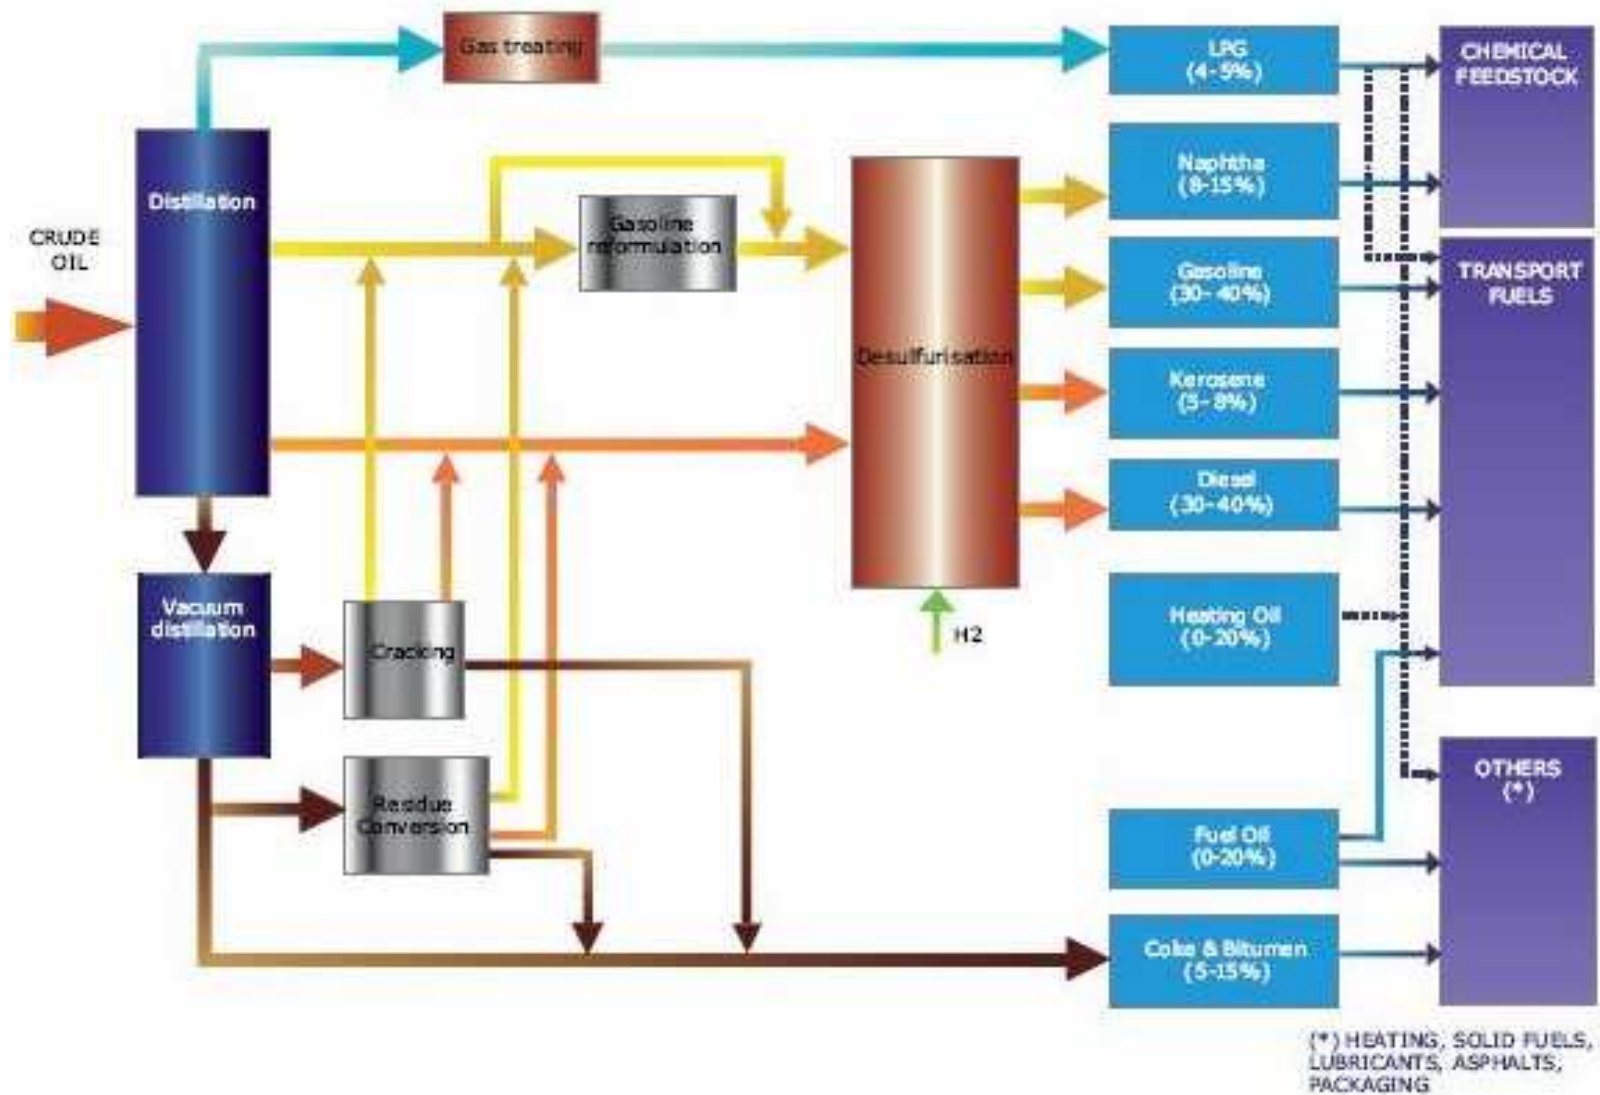 Gas treating
LPG
(4-5%)
CHEMICAL
FEEDSTOCK
Distillation
Naphtha
(8-15%)
CRUDE
OIL
Gasoline
reformulation
Gasoline
(30-40%)
TRANSPORT
FUELS
Desulfurisation
Kerosene
(5-8%)
Diesel
(30-40%)
Vacuum
distillation
Cracking
H2
Heating Oil
(0-20%)
Residue
Conversion
OTHERS
(*)
Fuel Oil
(0-20%)
Coke & Bitumen
(5-15%)
(*) HEATING, SOLID FUELS,
LUBRICANTS, ASPHALTS,
PACKAGING